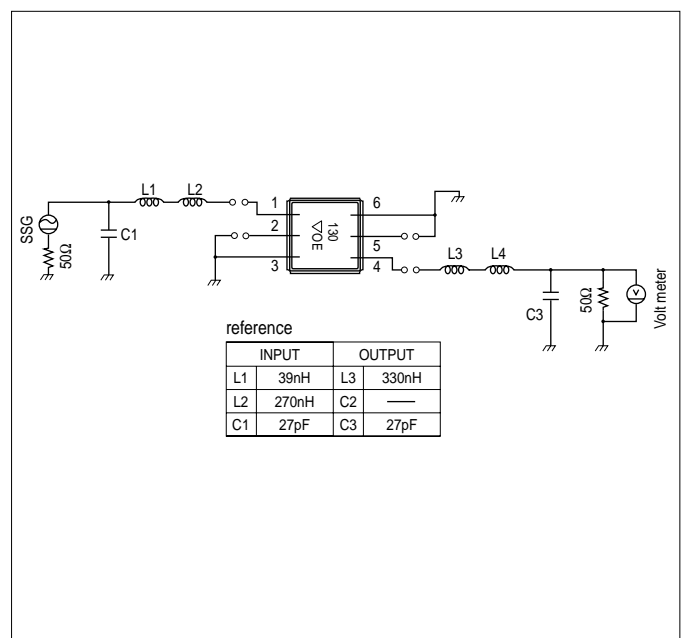 L1 L2
SSG
50Ω
C1
1
2
3
130
▽OE
6
5
4
L3 L4
C3
50Ω
V
Volt meter
reference
INPUT OUTPUT
L1 39nH L3 330nH
L2 270nH C2 —
C1 27pF C3 27pF